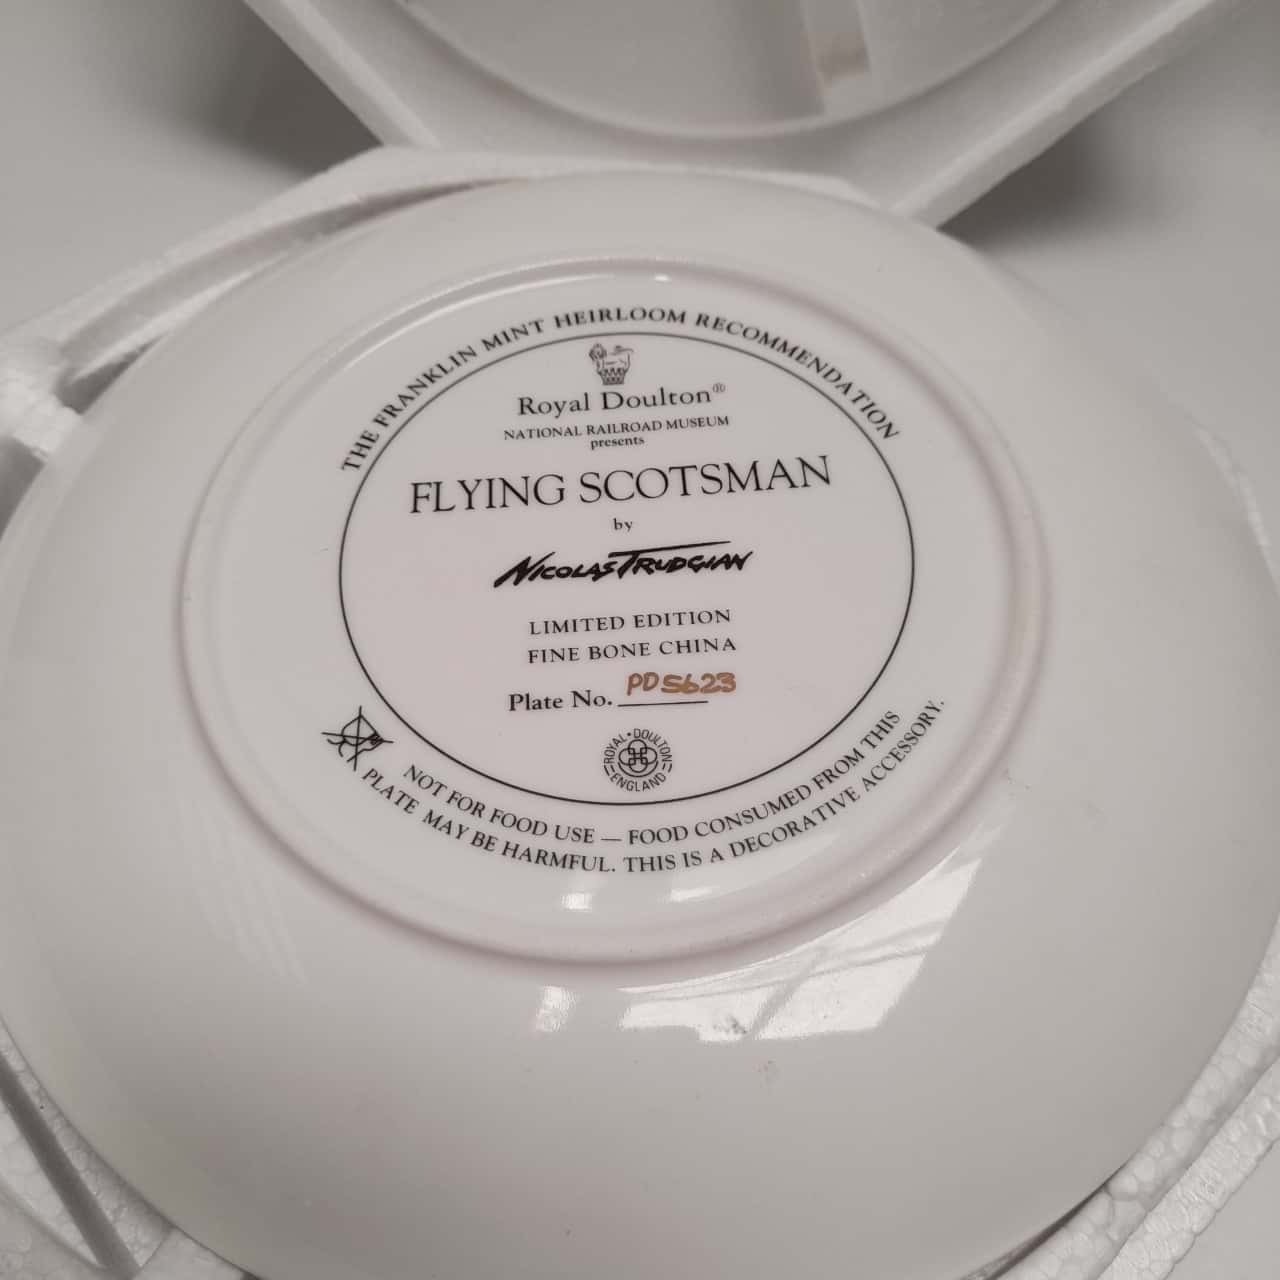 THE FRANKLIN MINT HEIRLOOM RECOMMENDATION
Royal Doulton®
NATIONAL RAILROAD MUSEUM
presents
FLYING SCOTSMAN
by
NICOLAS TRUDGIAN
LIMITED EDITION
FINE BONE CHINA
Plate No. PD5623
ROYAL • DOULTON
ENGLAND
NOT FOR FOOD USE — FOOD CONSUMED FROM THIS
PLATE MAY BE HARMFUL. THIS IS A DECORATIVE ACCESSORY.